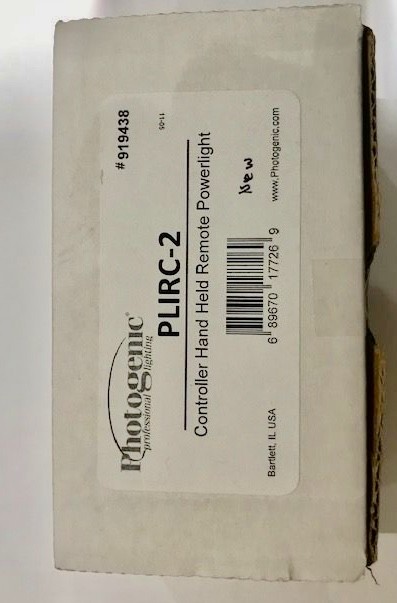 #919438
11-05
Photogenic®
professional lighting
PLIRC-2
Controller Hand Held Remote Powerlight
New
6 89670 17726 9
Bartlett, IL USA
www.Photogenic.com